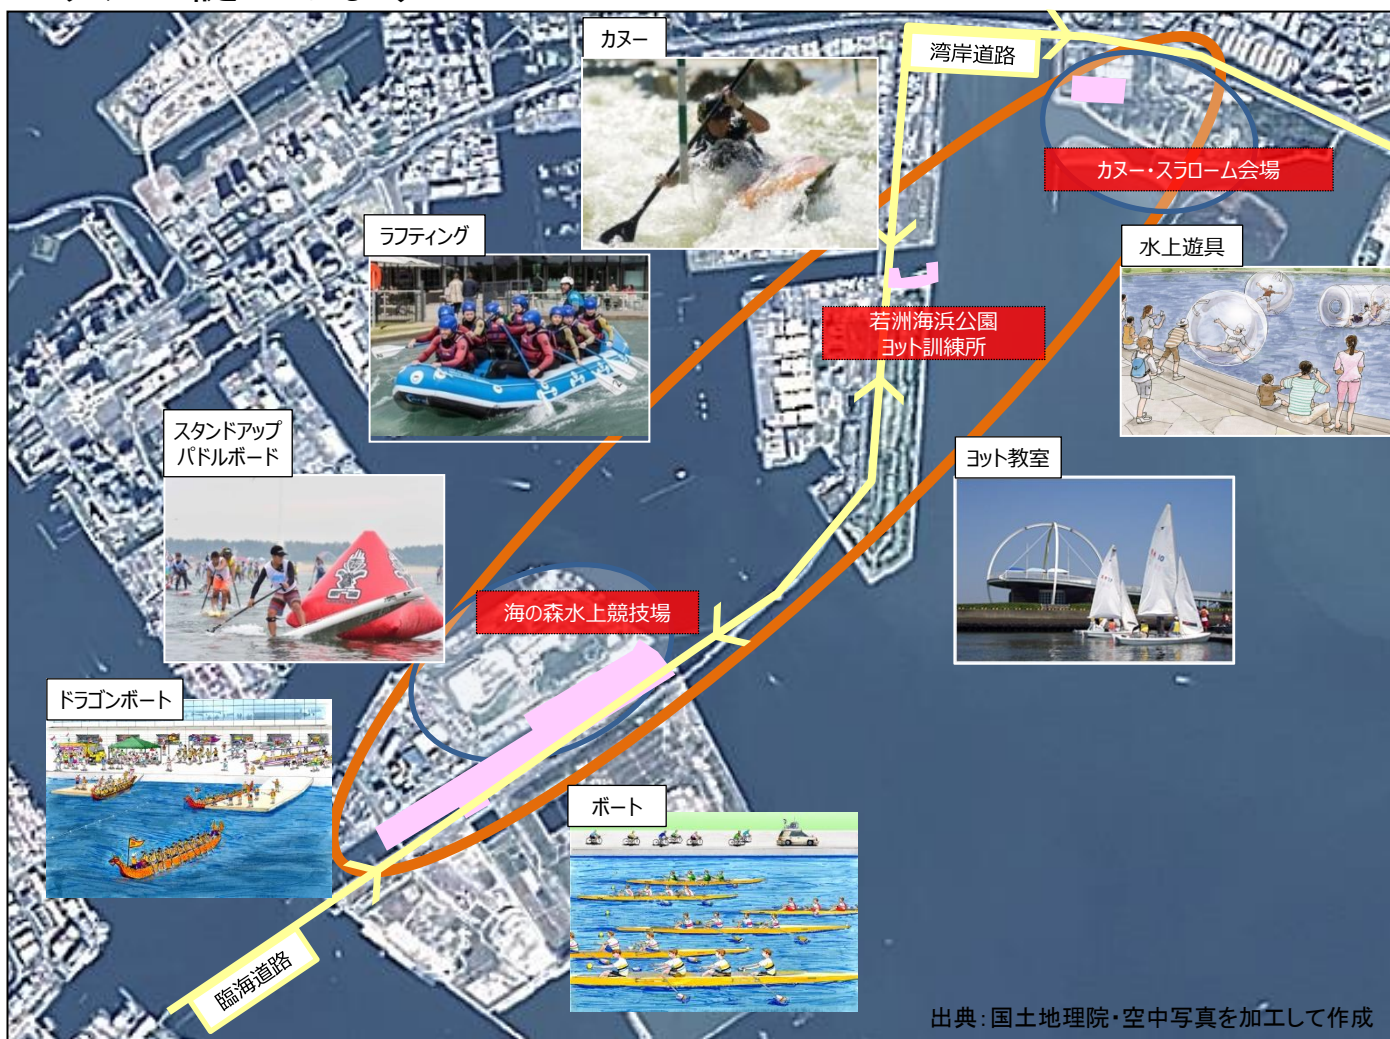 カヌー
湾岸道路
カヌー・スラローム会場
ラフティング
水上遊具
若洲海浜公園
ヨット訓練所
スタンドアップ
パドルボード
ヨット教室
海の森水上競技場
ドラゴンボート
ボート
臨海道路
出典：国土地理院・空中写真を加工して作成